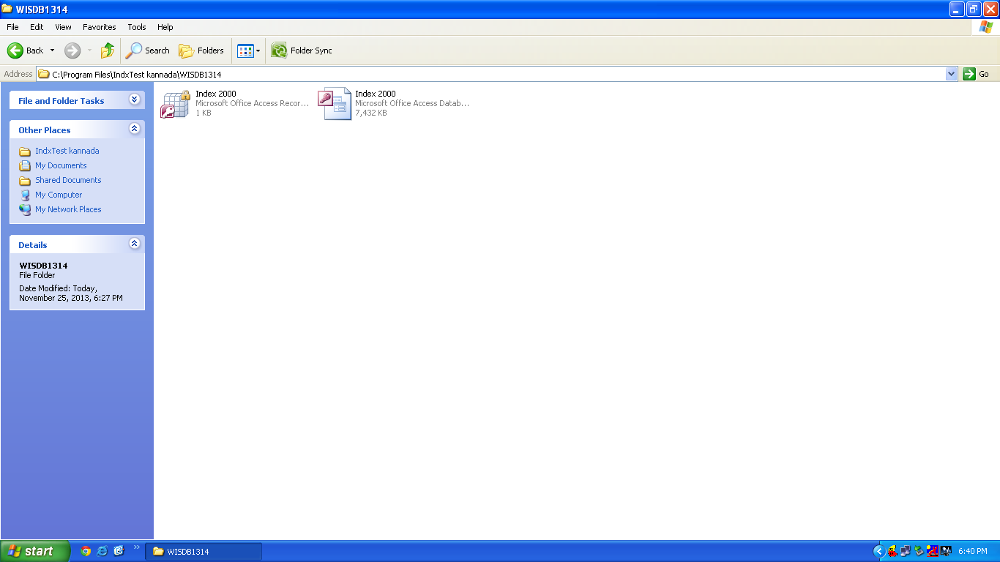 WISDB1314
File Edit View Favorites Tools Help
Back Search Folders Folder Sync
Address C:\Program Files\IndxTest kannada\WISDB1314 Go
File and Folder Tasks
Other Places
IndxTest kannada
My Documents
Shared Documents
My Computer
My Network Places
Details
WISDB1314
File Folder
Date Modified: Today,
November 25, 2013, 6:27 PM
Index 2000
Microsoft Office Access Recor...
1 KB
Index 2000
Microsoft Office Access Datab...
7,432 KB
start WISDB1314 6:40 PM